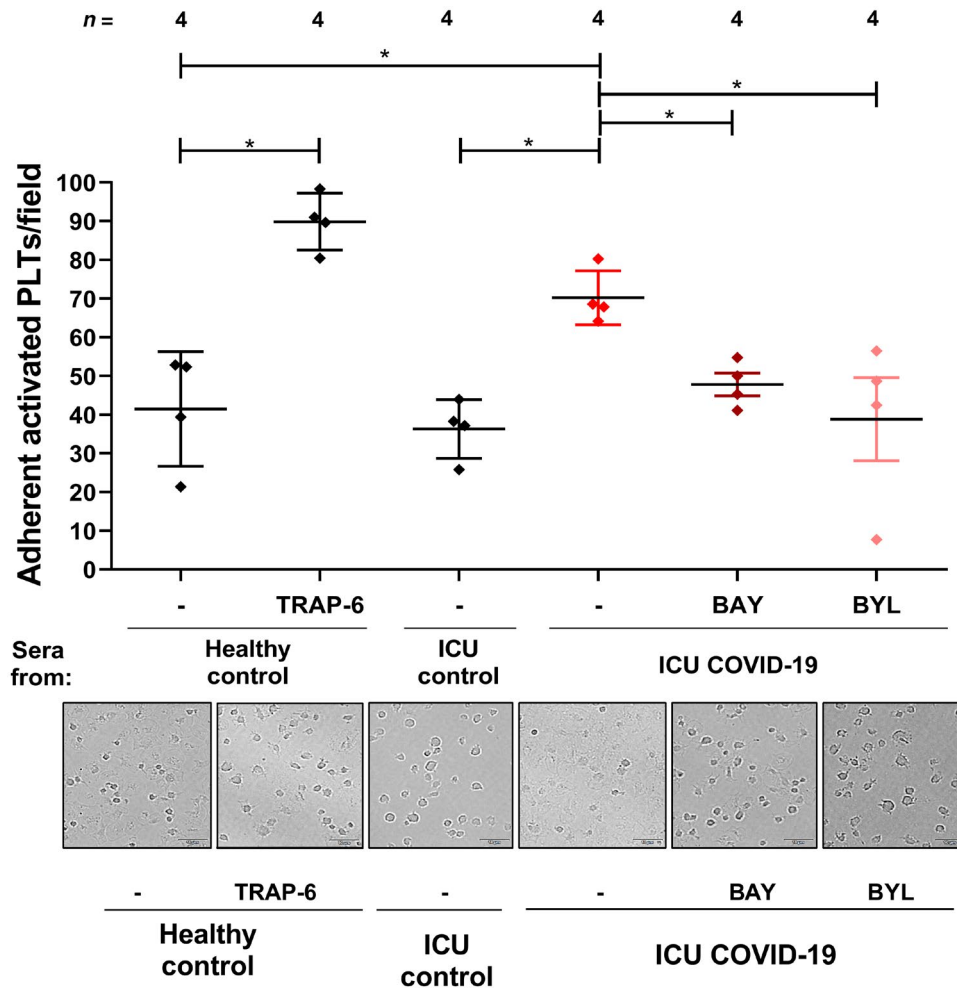 n = 4 4 4 4 4 4
*
*
*
* *
Adherent activated PLTs/field
100
90
80
70
60
50
40
30
20
10
0
- TRAP-6 - - BAY BYL
Sera from:
Healthy control
ICU control
ICU COVID-19
- TRAP-6 - - BAY BYL
Healthy control
ICU control
ICU COVID-19